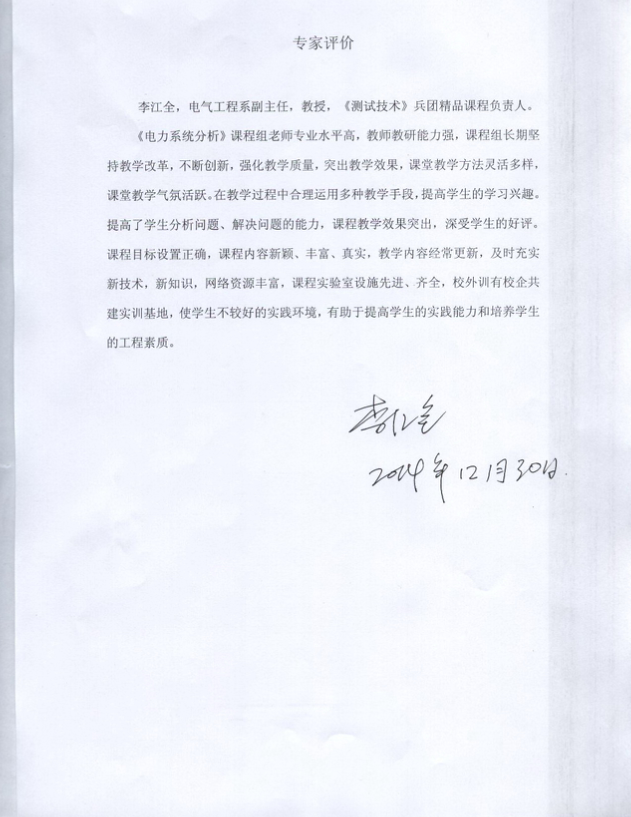 专家评价
李江全，电气工程系副主任，教授，《测试技术》兵团精品课程负责人。
《电力系统分析》课程组老师专业水平高，教师教研能力强，课程组长期坚
持教学改革，不断创新，强化教学质量，突出教学效果，课堂教学方法灵活多样，
课堂教学气氛活跃。在教学过程中合理运用多种教学手段，提高学生的学习兴趣。
提高了学生分析问题、解决问题的能力，课程教学效果突出，深受学生的好评。
课程目标设置正确，课程内容新颖、丰富、真实，教学内容经常更新，及时充实
新技术，新知识，网络资源丰富，课程实验室设施先进、齐全，校外训有校企共
建实训基地，使学生不较好的实践环境，有助于提高学生的实践能力和培养学生
的工程素质。
李江全
2014年12月30日.